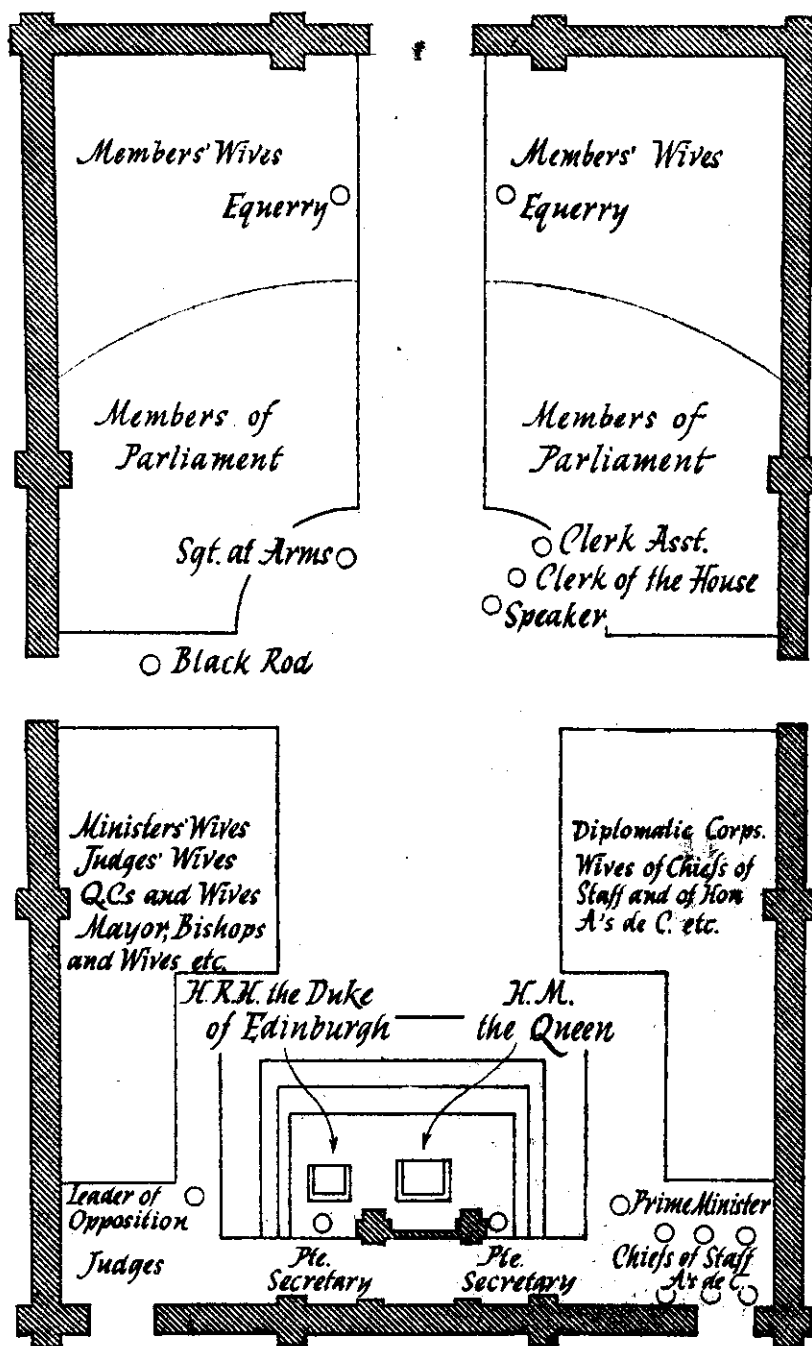 Members' Wives
Equerry
Members' Wives
Equerry
Members of
Parliament
Members of
Parliament
Sgt. at Arms
Clerk Asst.
Clerk of the House
Speaker
Black Rod
Ministers' Wives
Judges' Wives
Q.C.s and Wives
Mayor, Bishops
and Wives etc.
Diplomatic Corps.
Wives of Chiefs of
Staff and of Hon
A's de C. etc.
H.R.H. the Duke
of Edinburgh
H.M.
the Queen
Leader of
Opposition
Judges
Pte.
Secretary
Pte.
Secretary
Prime Minister
Chiefs of Staff
A's de C.